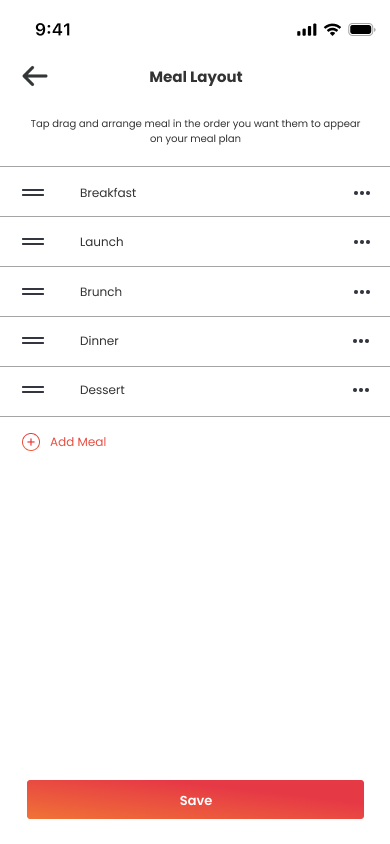 9:41
Meal Layout
Tap drag and arrange meal in the order you want them to appear
on your meal plan
Breakfast
Launch
Brunch
Dinner
Dessert
Add Meal
Save